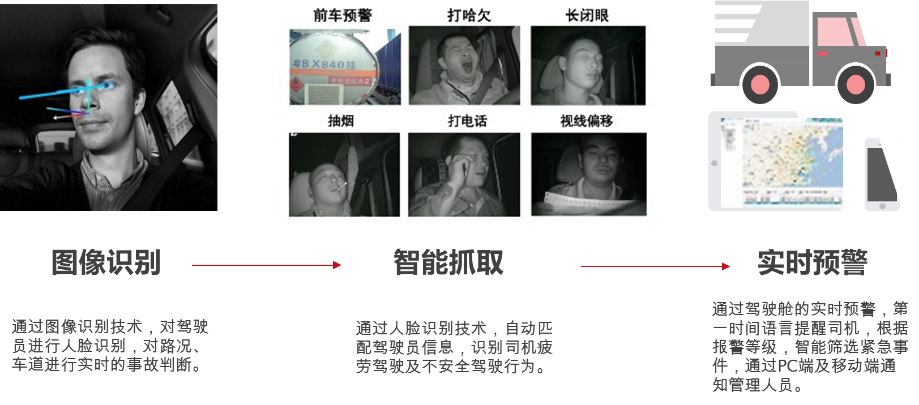 前车预警
打哈欠
长闭眼
BX840挂
抽烟
打电话
视线偏移
图像识别
智能抓取
实时预警
通过图像识别技术，对驾驶
员进行人脸识别，对路况、
车道进行实时的事故判断。
通过人脸识别技术，自动匹
配驾驶员信息，识别司机疲
劳驾驶及不安全驾驶行为。
通过驾驶舱的实时预警，第
一时间语言提醒司机，根据
报警等级，智能筛选紧急事
件，通过PC端及移动端通
知管理人员。